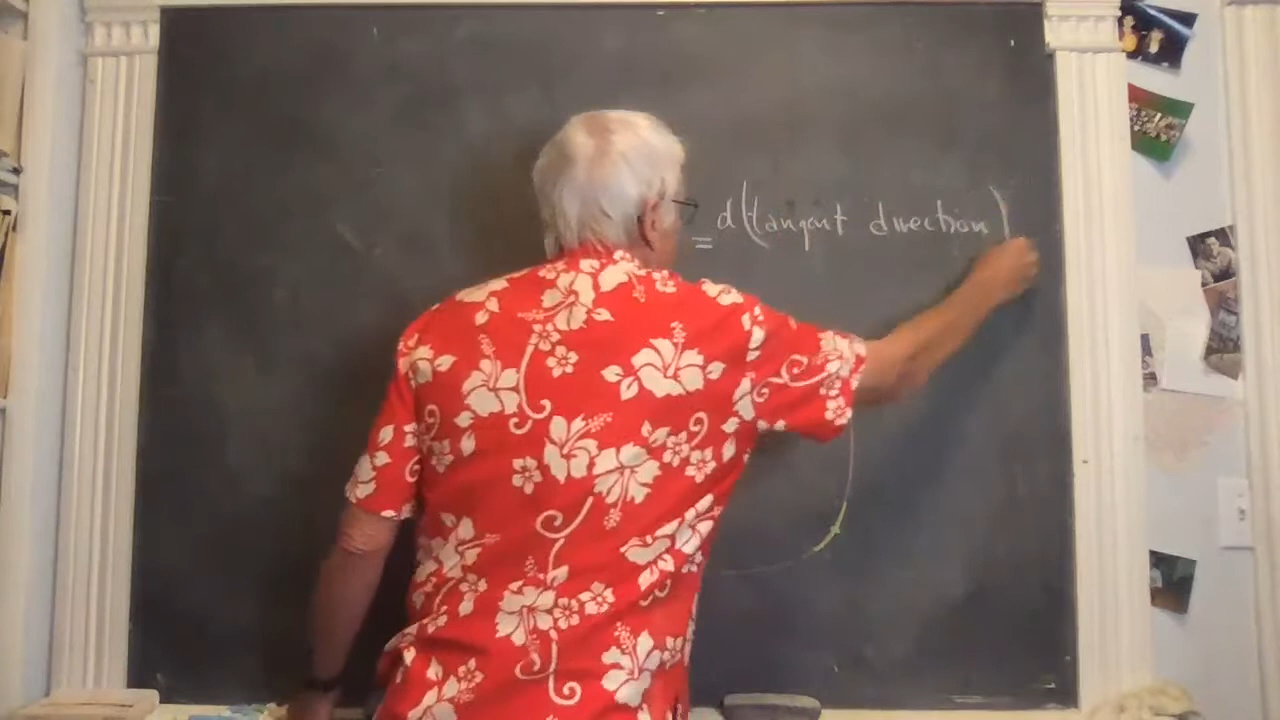 = d(tangent direction)